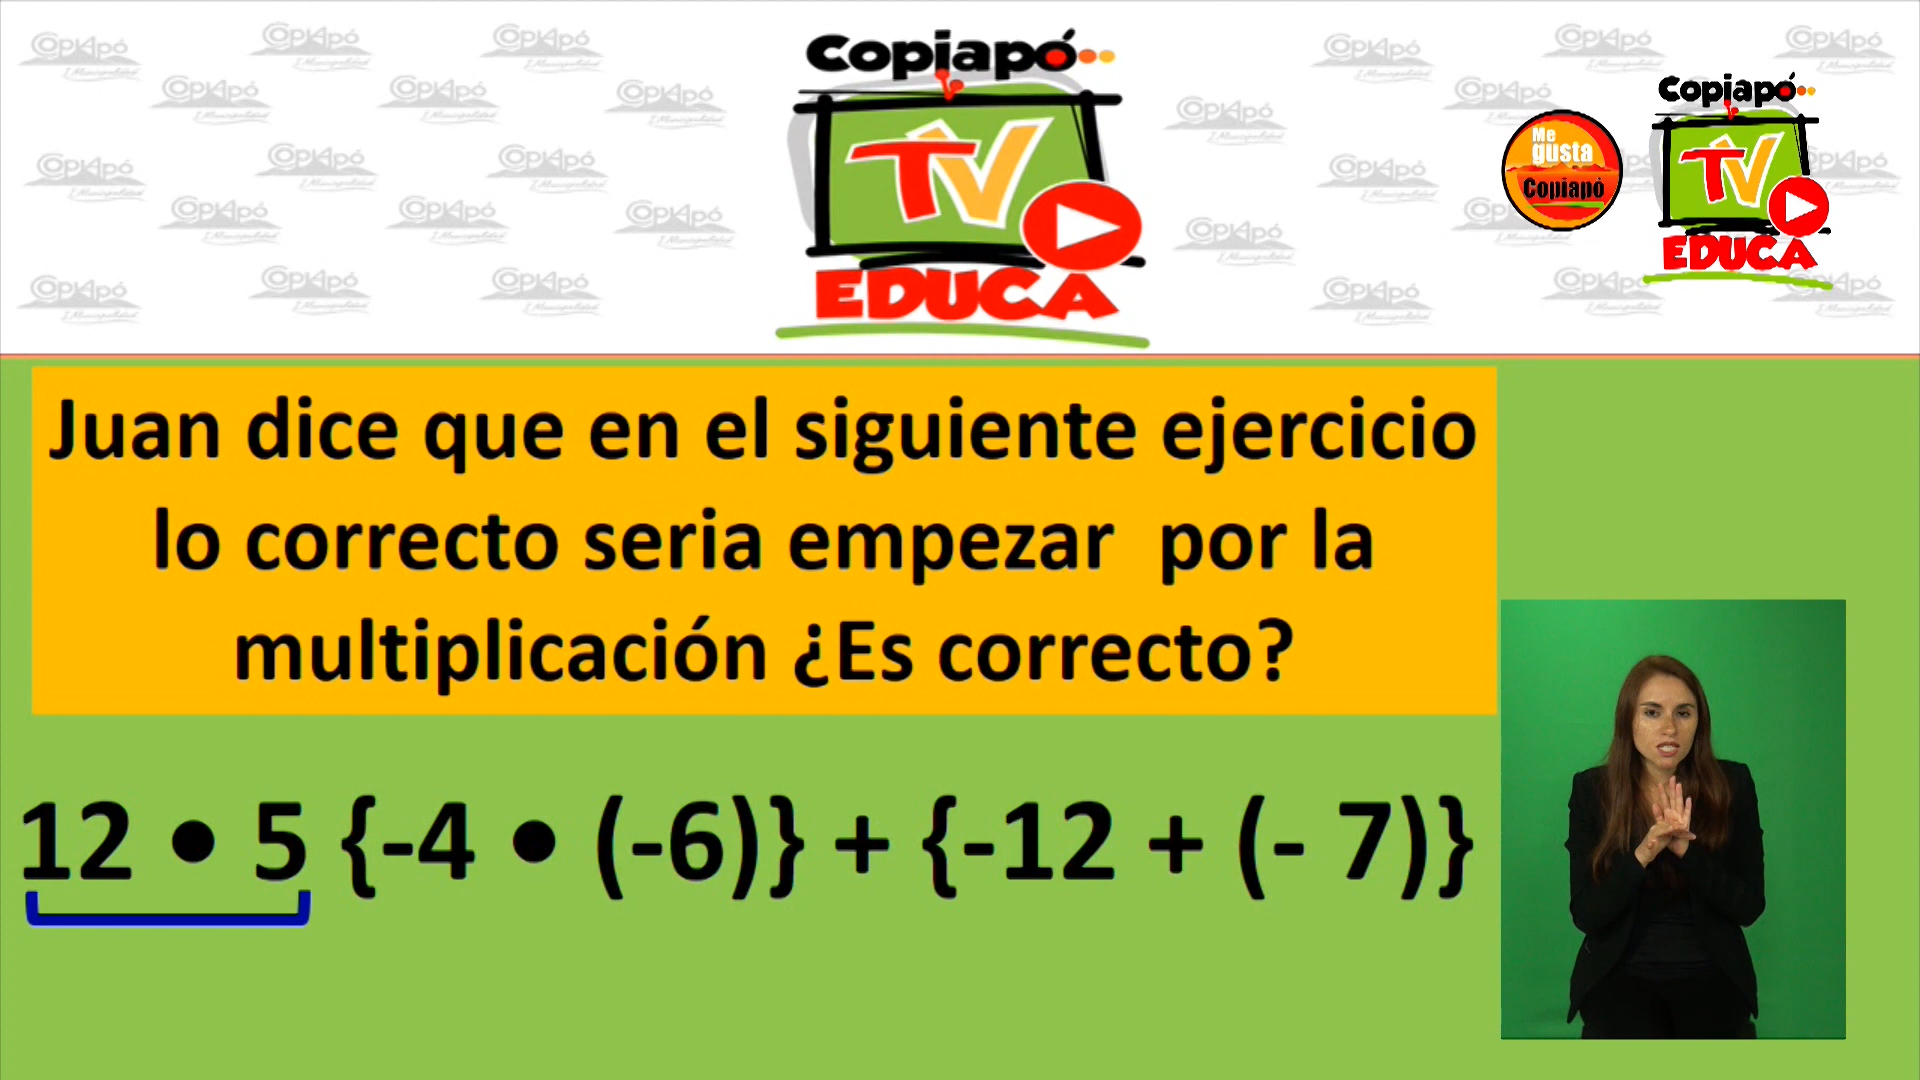 Copiapó
TV
EDUCA
Me
gusta
Copiapó
Copiapó
TV
EDUCA
Juan dice que en el siguiente ejercicio
lo correcto seria empezar por la
multiplicación ¿Es correcto?
12 • 5 {-4 • (-6)} + {-12 + (- 7)}